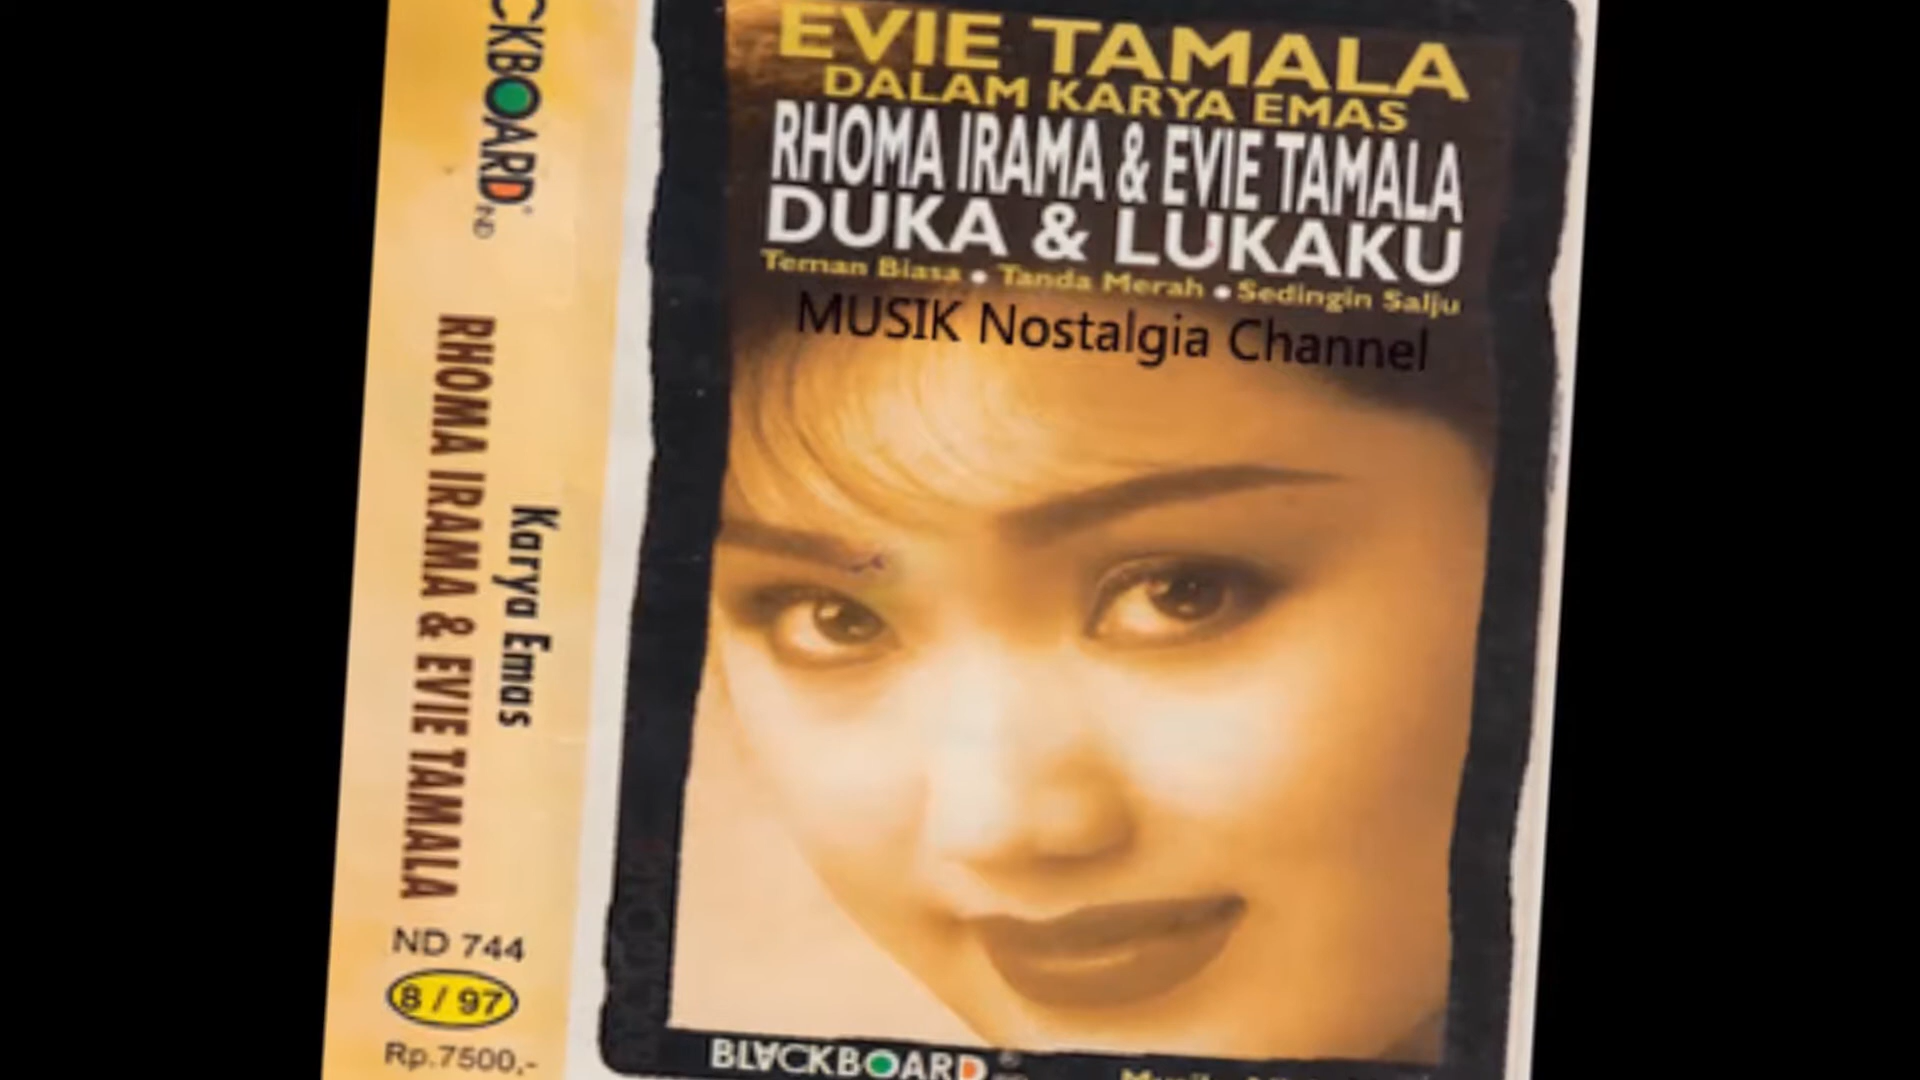 CKBOARD
ND
Karya Emas
RHOMA IRAMA & EVIE TAMALA
ND 744
8 / 97
Rp.7500,-
EVIE TAMALA
DALAM KARYA EMAS
RHOMA IRAMA & EVIE TAMALA
DUKA & LUKAKU
Teman Biasa • Tanda Merah • Sedingin Salju
MUSIK Nostalgia Channel
BLACKBOARD